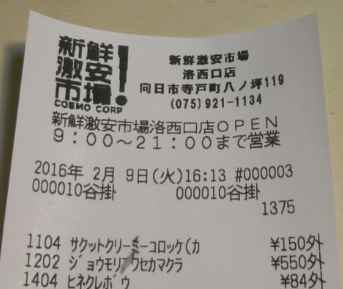 新鮮
激安
市場!
COSMO CORP
新鮮激安市場
洛西口店
向日市寺戸町八ノ坪119
(075)921-1134
新鮮激安市場洛西口店OPEN
9:00〜21:00まで営業
2016年 2月 9日(火)16:13 #000003
000010谷掛 000010谷掛
1375
1104 サクットクリーミーコロッケ(カ ¥150外
1202 ジョウモリアワセカマクラ ¥550外
1404 ヒネクレボウ ¥84外